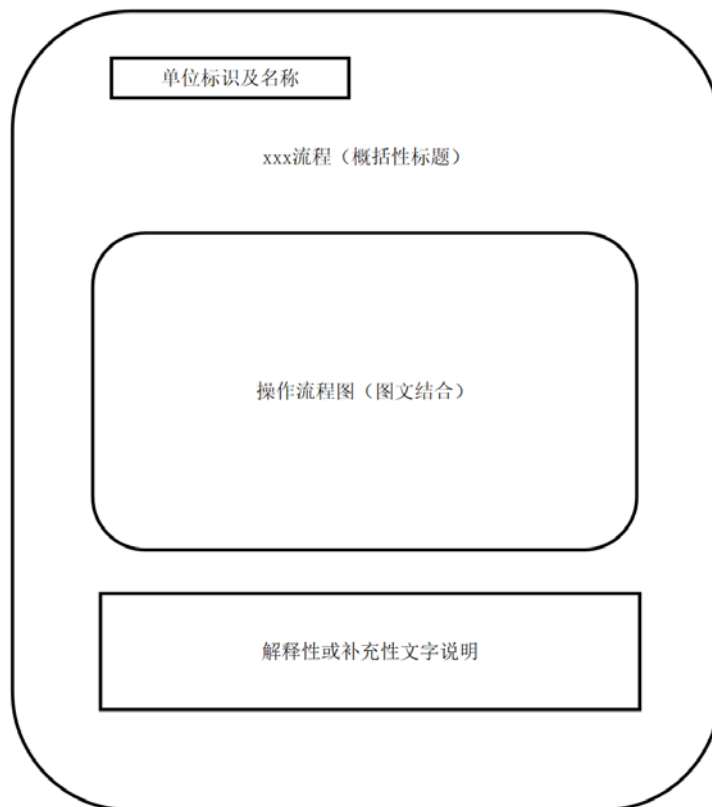 单位标识及名称
xxx流程（概括性标题）
操作流程图（图文结合）
解释性或补充性文字说明